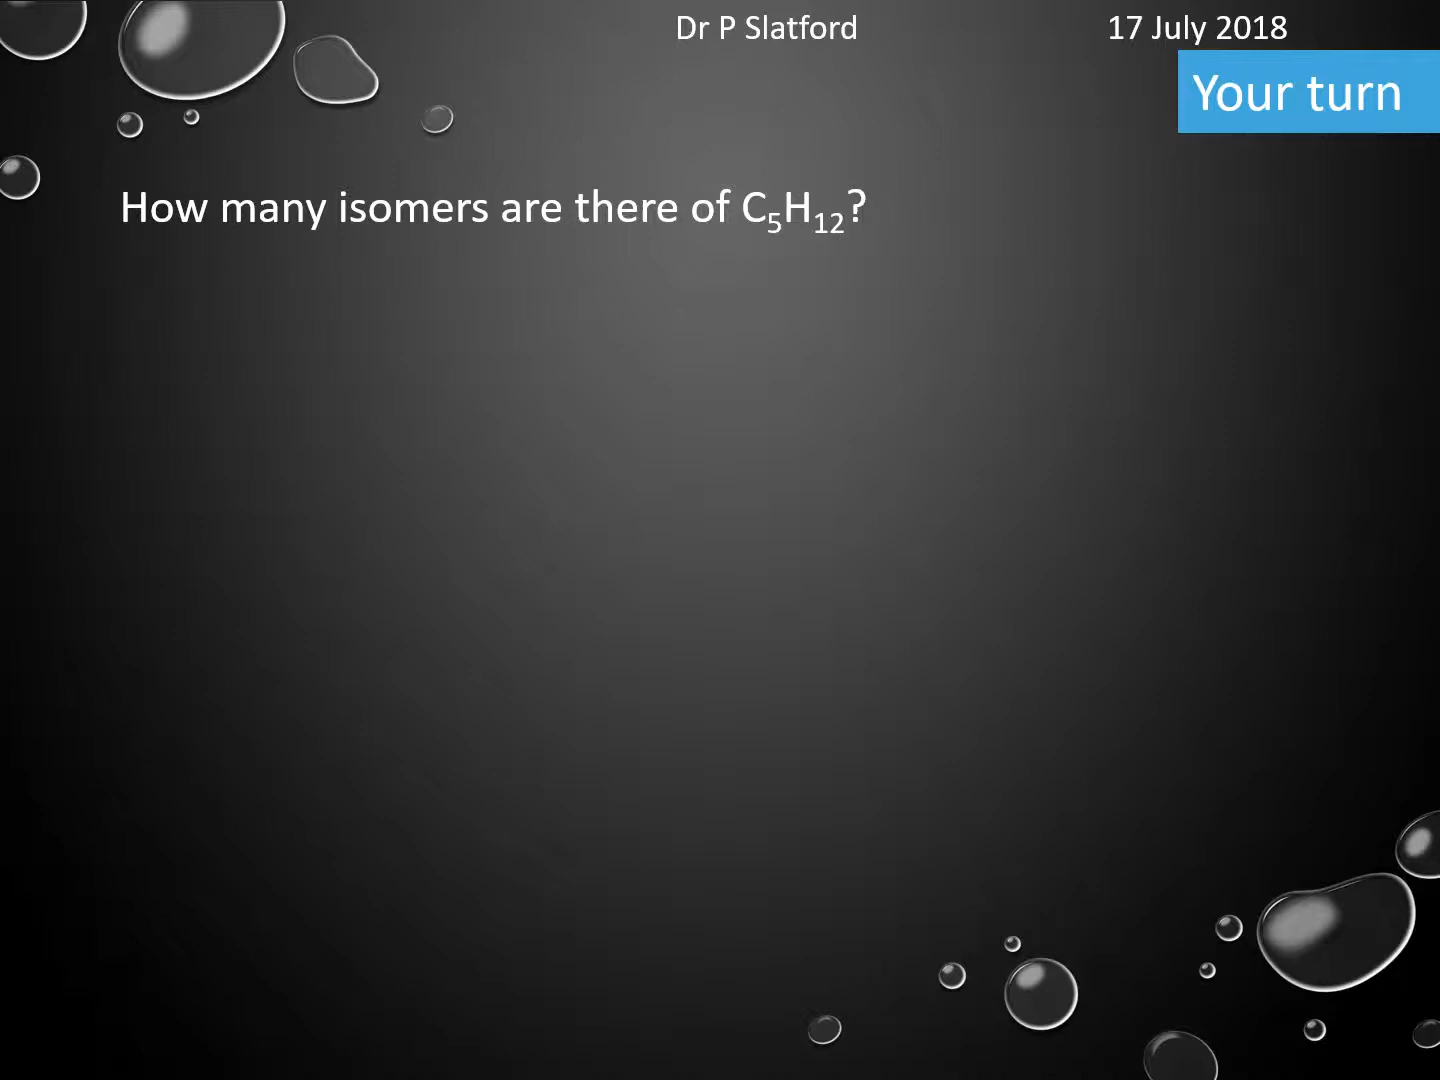 Dr P Slatford
17 July 2018
Your turn
How many isomers are there of C₅H₁₂?